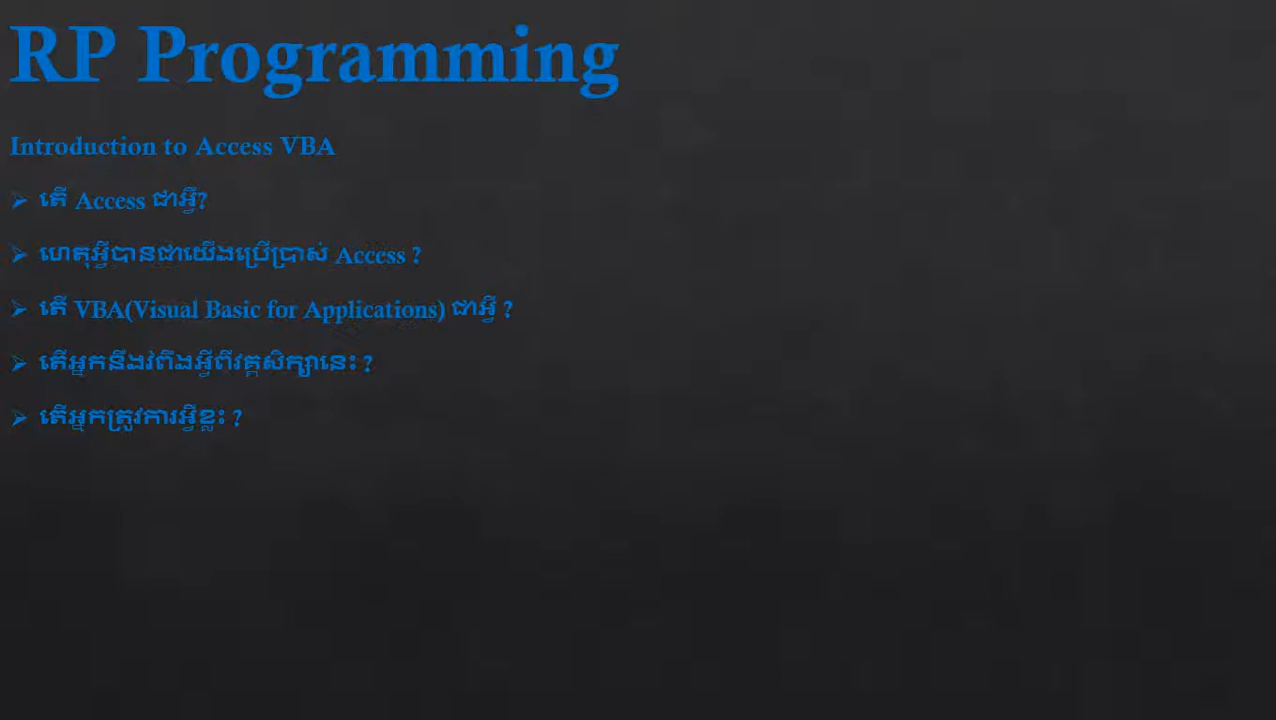 RP Programming
Introduction to Access VBA
តើ Access ជាអ្វី?
ហេតុអ្វីបានជាយើងប្រើប្រាស់ Access ?
តើ VBA(Visual Basic for Applications) ជាអ្វី ?
តើអ្នកនឹងរំពឹងអ្វីពីវគ្គសិក្សានេះ ?
តើអ្នកត្រូវការអ្វីខ្លះ ?